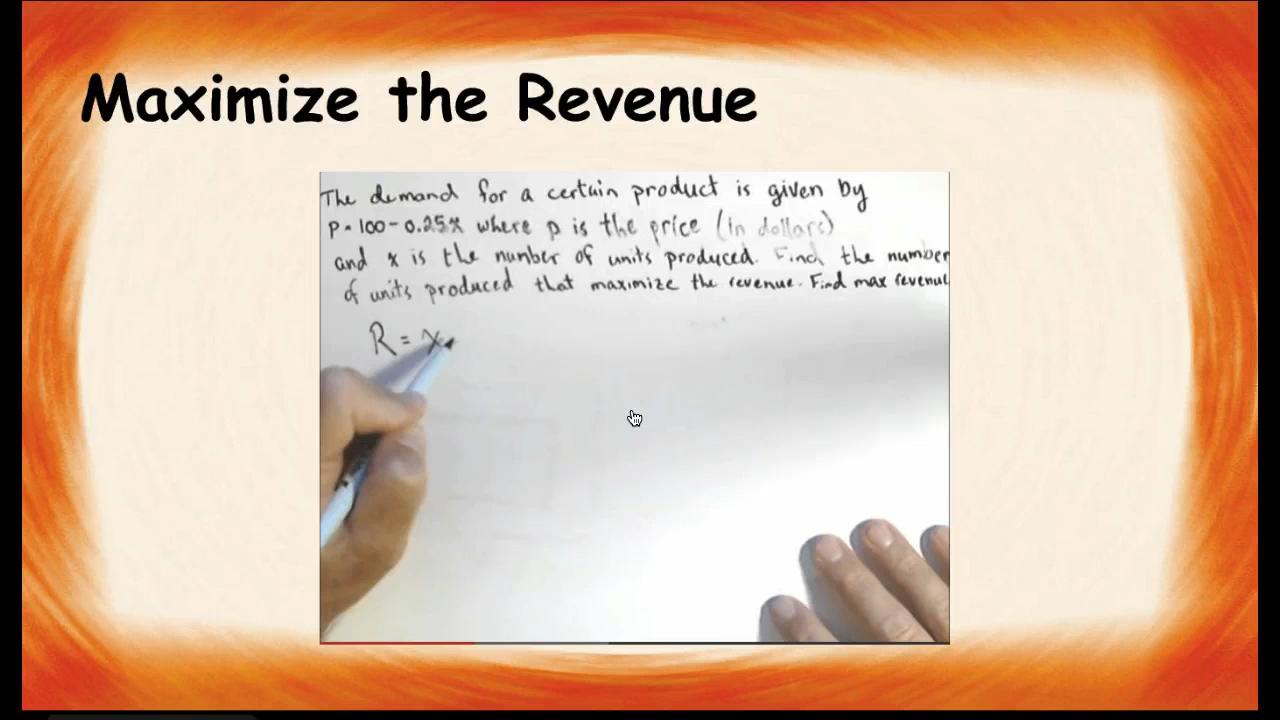 Maximize the Revenue
The demand for a certain product is given by
p = 100 - 0.25x where p is the price (in dollars)
and x is the number of units produced. Find the number
of units produced that maximize the revenue. Find max revenue
R = x